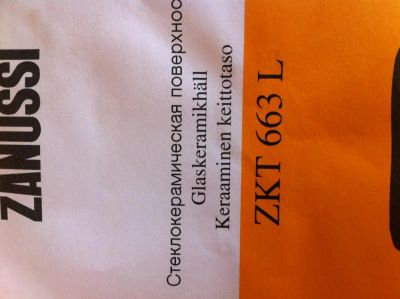 ZANUSSI
Стеклокерамическая поверхнос
Glaskeramikhäll
Keraaminen keittotaso
ZKT 663 L